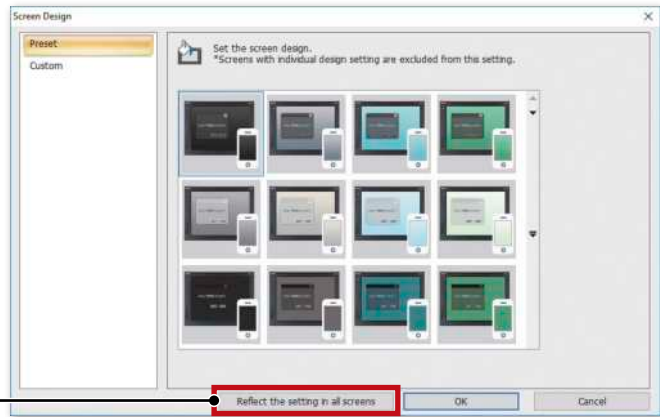 Screen Design
Preset
Custom
Set the screen design.
*Screens with individual design setting are excluded from this setting.
Reflect the setting in all screens
OK
Cancel